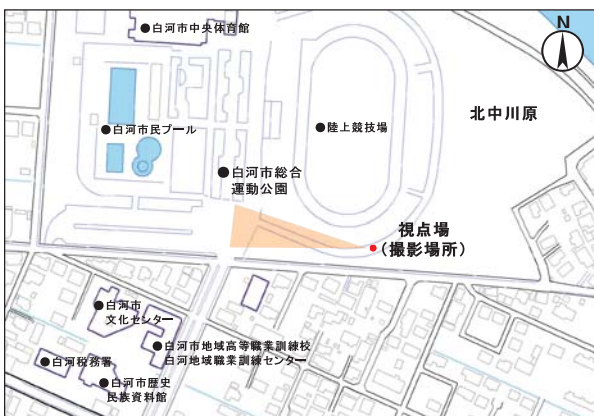 ●白河市中央体育館
N
北中川原
●陸上競技場
●白河市民プール
●白河市総合
運動公園
視点場
(撮影場所)
●白河市
文化センター
●白河市地域高等職業訓練校
白河地域職業訓練センター
●白河税務署
●白河市歴史
民族資料館